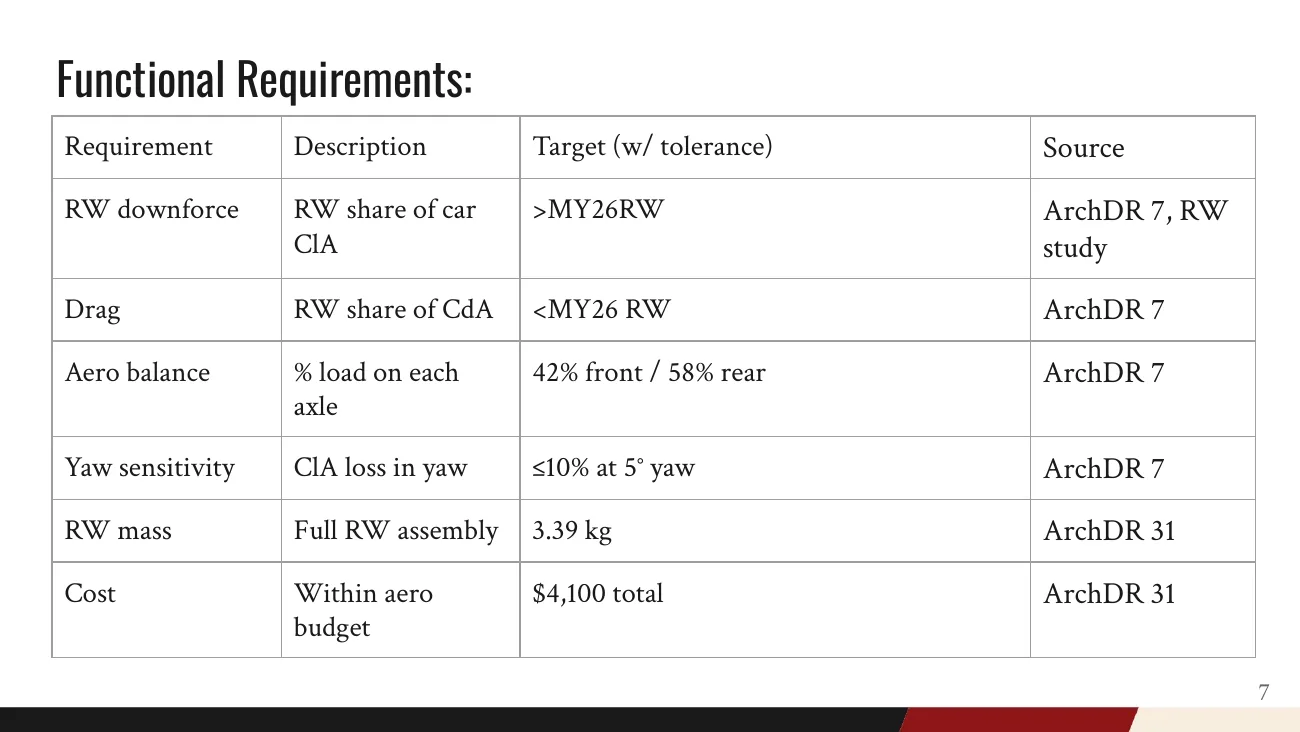 Functional Requirements:
Requirement Description Target (w/ tolerance) Source
RW downforce RW share of car ClA >MY26RW ArchDR 7, RW study
Drag RW share of CdA <MY26 RW ArchDR 7
Aero balance % load on each axle 42% front / 58% rear ArchDR 7
Yaw sensitivity ClA loss in yaw ≤10% at 5° yaw ArchDR 7
RW mass Full RW assembly 3.39 kg ArchDR 31
Cost Within aero budget $4,100 total ArchDR 31
7